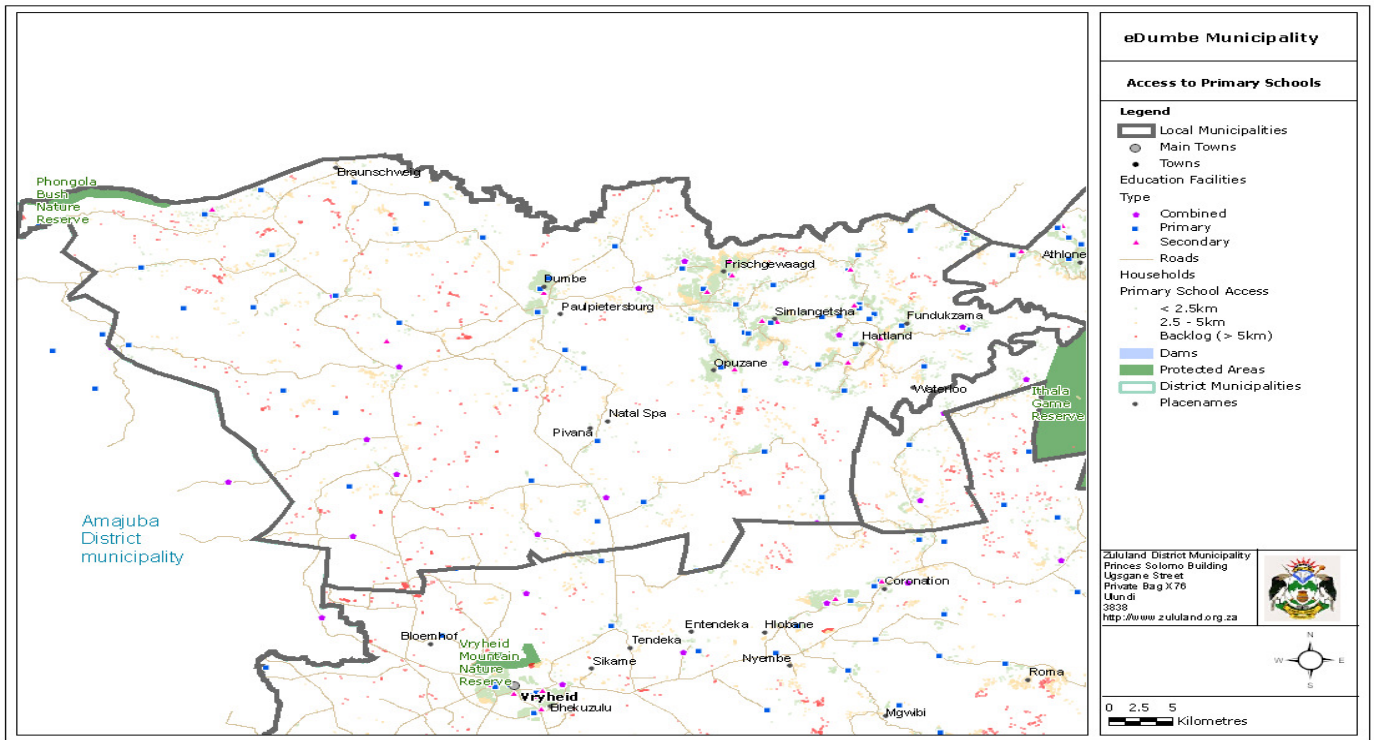 eDumbe Municipality
Access to Primary Schools
Legend
Local Municipalities
Main Towns
Towns
Education Facilities
Type
Combined
Primary
Secondary
Roads
Households
Primary School Access
< 2.5km
2.5 - 5km
Backlog (> 5km)
Dams
Protected Areas
District Municipalities
Placenames
Zululand District Municipality
Princes Solomo Building
Ugsgane Street
Private Bag X76
Ulundi
3838
http://www.zululand.org.za
N
W E
S
0 2.5 5
Kilometres
Braunschweig
Phongola
Bush
Nature
Reserve
Athlone
Frischgewaagd
Dumbe
Paulpietersburg
Simlangetsha
Fundukzama
Hartland
Opuzane
Waterloo
Ithala
Game
Reserve
Natal Spa
Pivana
Amajuba
District
municipality
Coronation
Entendeka
Hlobane
Bloemhof
Tendeka
Vryheid
Mountain
Nature
Reserve
Sikame
Nyembe
Roma
Vryheid
Bhekuzulu
Mgwibi